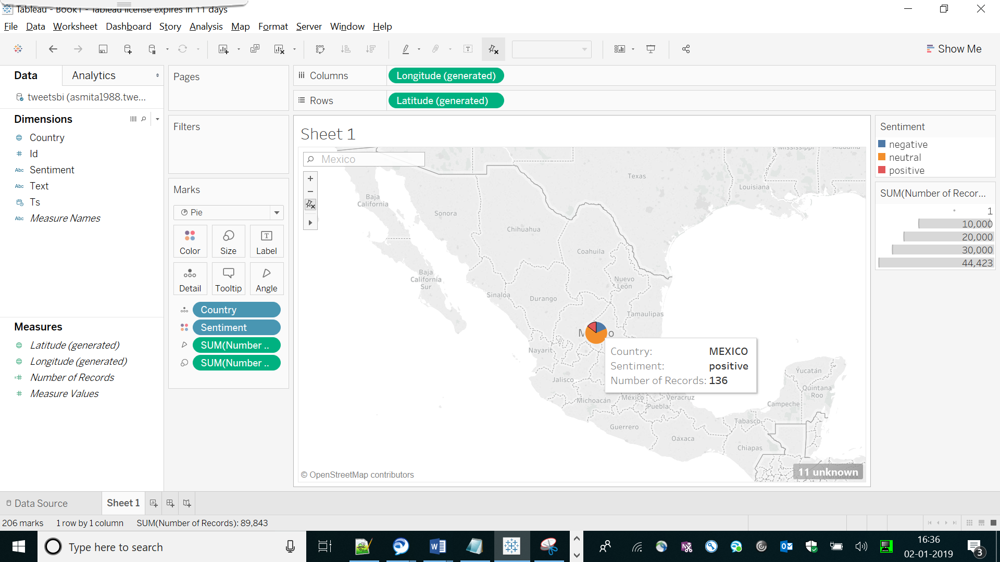 Tableau - Book1 - Tableau license expires in 11 days
File Data Worksheet Dashboard Story Analysis Map Format Server Window Help
Show Me
Data Analytics
tweetsbi (asmita1988.twe...
Dimensions
Country
Id
Abc Sentiment
Abc Text
Ts
Abc Measure Names
Measures
Latitude (generated)
Longitude (generated)
Number of Records
Measure Values
Pages
Filters
Marks
Pie
Color Size Label
Detail Tooltip Angle
Country
Sentiment
SUM(Number ..
SUM(Number ..
Columns Longitude (generated)
Rows Latitude (generated)
Sheet 1
Mexico
Mississippi Alabama
Texas
Louisiana
Baja
California
Sonora
Chihuahua
Coahuila
Baja
California
Sur
Nuevo
León
Sinaloa
Durango
Tamaulipas
Nayarit
Country: MEXICO
Sentiment: positive
Number of Records: 136
Yucatán
Jalisco
Quintana
Roo
Michoacán
México
Veracruz
Puebla
Campeche
Tabasco
Guerrero
Oaxaca
Chiapas
© OpenStreetMap contributors
11 unknown
Sentiment
negative
neutral
positive
SUM(Number of Recor...
1
10,000
20,000
30,000
44,423
Data Source Sheet 1
206 marks 1 row by 1 column SUM(Number of Records): 89,843
Type here to search
16:36
02-01-2019
3